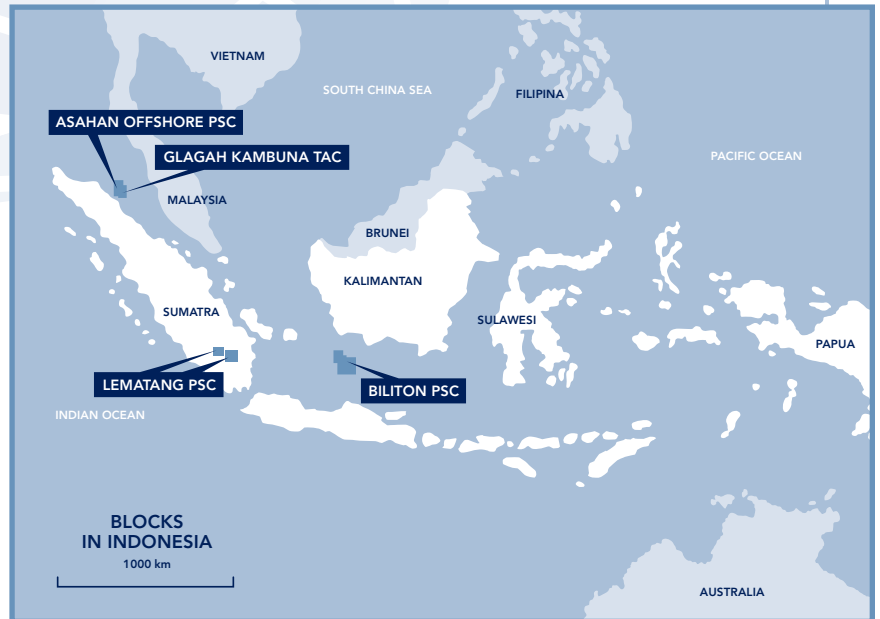 VIETNAM
SOUTH CHINA SEA
FILIPINA
ASAHAN OFFSHORE PSC
GLAGAH KAMBUNA TAC
PACIFIC OCEAN
MALAYSIA
BRUNEI
KALIMANTAN
SUMATRA
SULAWESI
PAPUA
LEMATANG PSC
BILITON PSC
INDIAN OCEAN
BLOCKS
IN INDONESIA
1000 km
AUSTRALIA